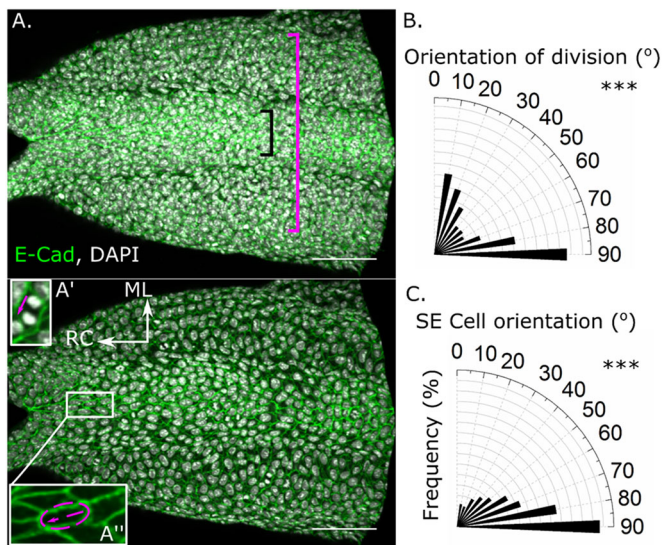 A.
E-Cad, DAPI
A'
ML
RC
A''
B.
Orientation of division (°)
***
0 10 20 30 40 50 60 70 80 90
C.
SE Cell orientation (°)
***
0 10 20 30 40 50 60 70 80 90
Frequency (%)